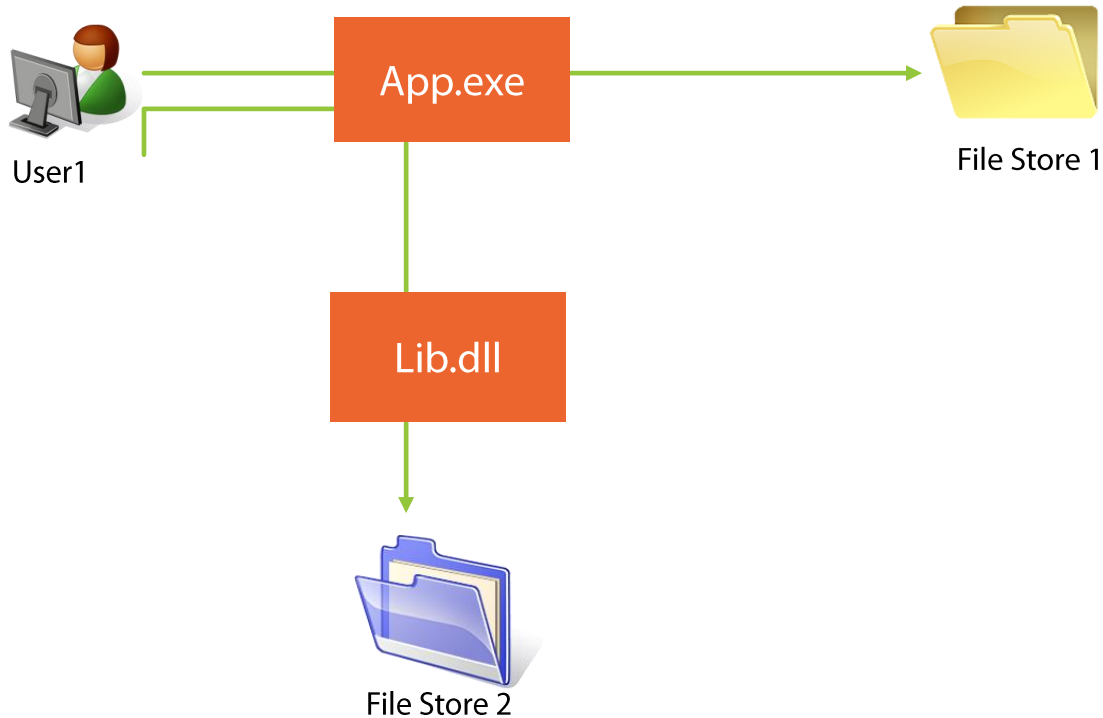 App.exe
User1
File Store 1
Lib.dll
File Store 2